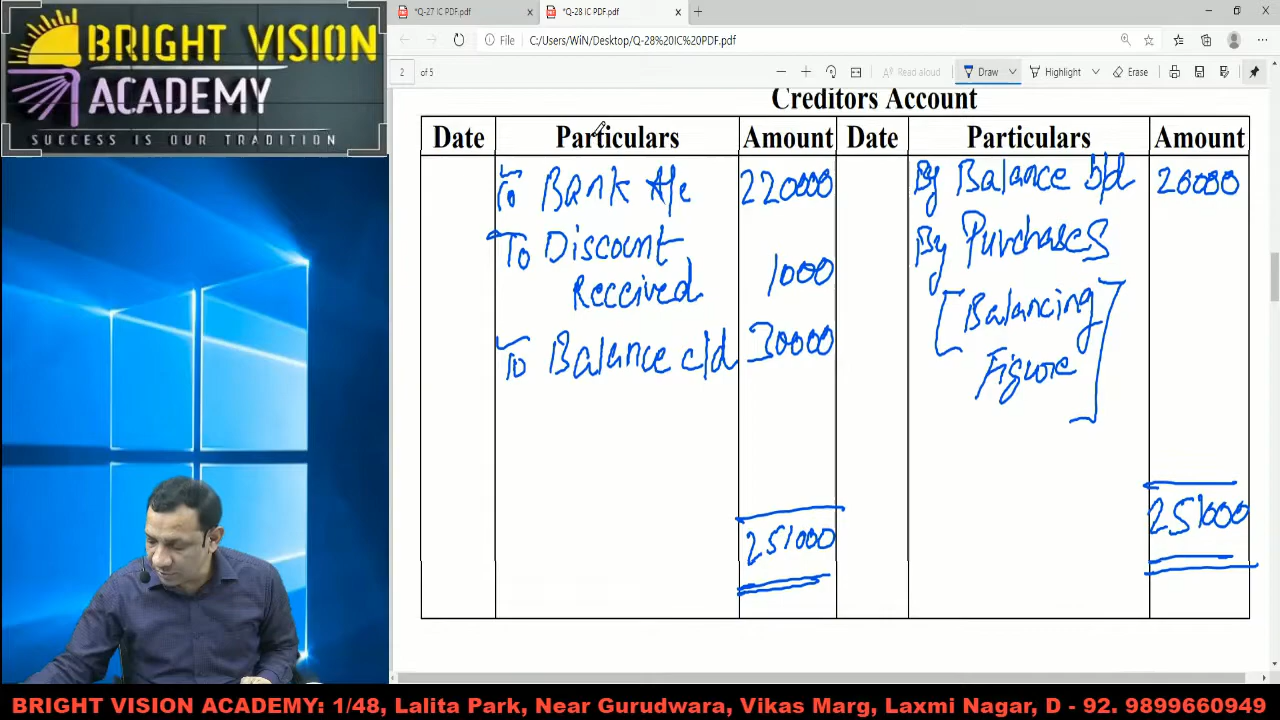 BRIGHT VISION
ACADEMY
SUCCESS IS OUR TRADITION
*Q-27 IC PDF.pdf
*Q-28 IC PDF.pdf
File C:/Users/WiN/Desktop/Q-28%20IC%20PDF.pdf
2 of 5
Read aloud Draw Highlight Erase
Creditors Account
Date Particulars Amount Date Particulars Amount
To Bank A/c 220000 By Balance b/d 20000
To Discount By Purchases
Received 1000 [Balancing
To Balance c/d 30000 Figure]
251000 251000
BRIGHT VISION ACADEMY: 1/48, Lalita Park, Near Gurudwara, Vikas Marg, Laxmi Nagar, D - 92. 9899660949